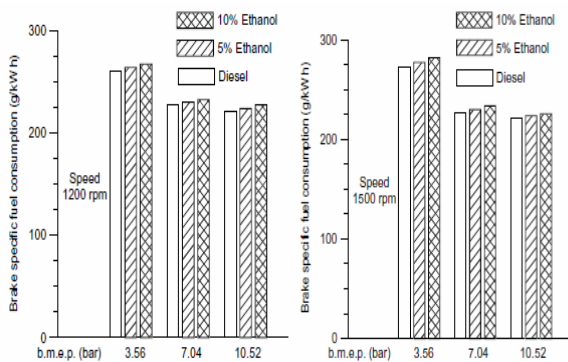 10% Ethanol
5% Ethanol
Diesel
Brake specific fuel consumption (g/kWh)
300
200
100
0
Speed
1200 rpm
b.m.e.p. (bar) 3.56 7.04 10.52
10% Ethanol
5% Ethanol
Diesel
Brake specific fuel consumption (g/kWh)
300
200
100
0
Speed
1500 rpm
b.m.e.p. (bar) 3.56 7.04 10.52